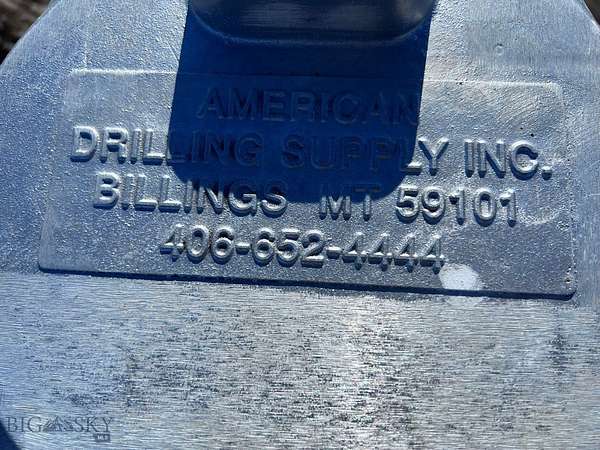 AMERICAN
DRILLING SUPPLY INC.
BILLINGS MT 59101
406-652-4444
BIG SKY